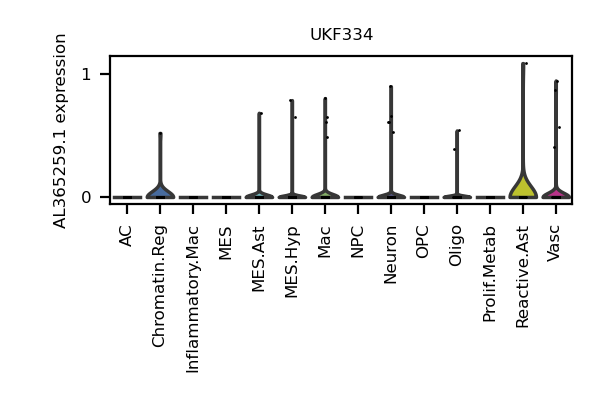 UKF334
AL365259.1 expression
1
0
AC
Chromatin.Reg
Inflammatory.Mac
MES
MES.Ast
MES.Hyp
Mac
NPC
Neuron
OPC
Oligo
Prolif.Metab
Reactive.Ast
Vasc